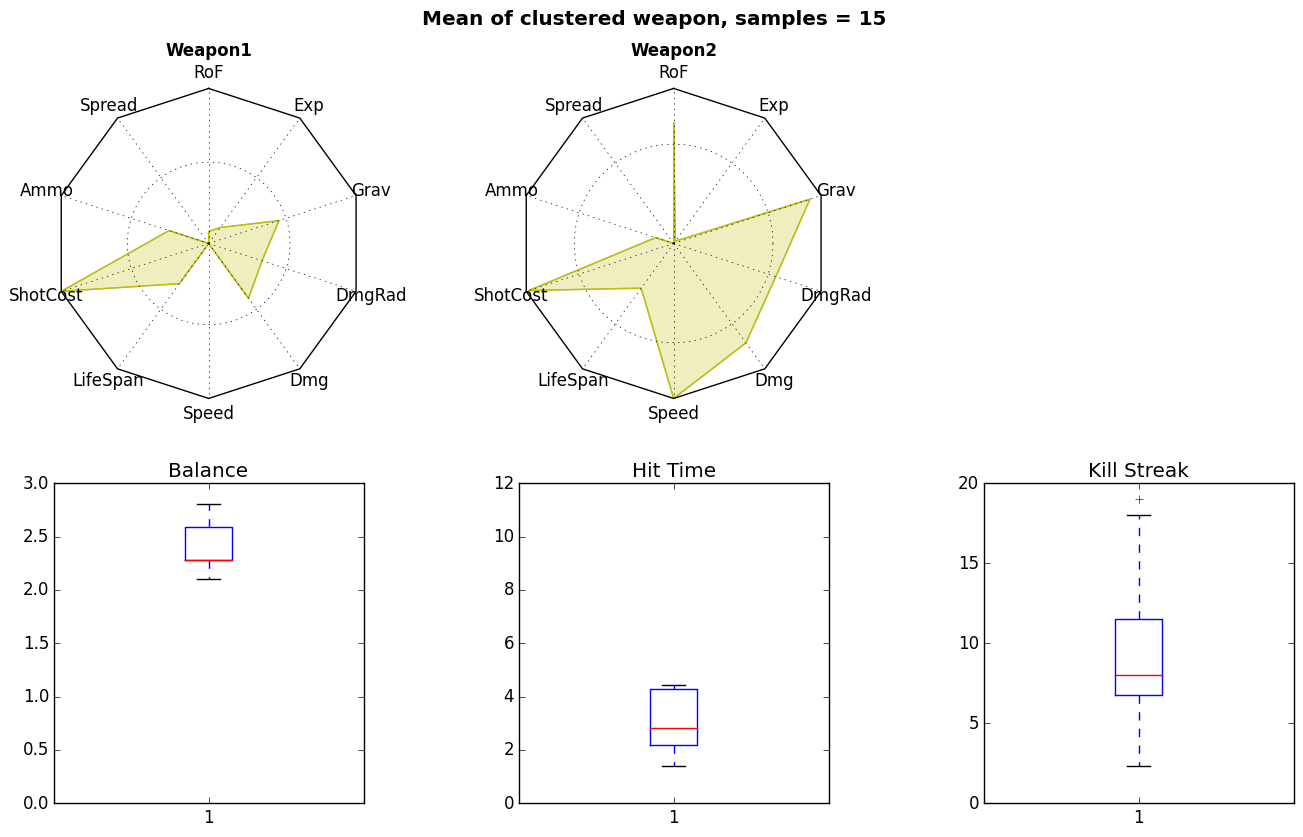 Mean of clustered weapon, samples = 15
Weapon1
RoF
Spread
Exp
Ammo
Grav
ShotCost
DmgRad
LifeSpan
Dmg
Speed
Weapon2
RoF
Spread
Exp
Ammo
Grav
ShotCost
DmgRad
LifeSpan
Dmg
Speed
Balance
3.0
2.5
2.0
1.5
1.0
0.5
0.0
1
Hit Time
12
10
8
6
4
2
0
1
Kill Streak
20
15
10
5
0
1